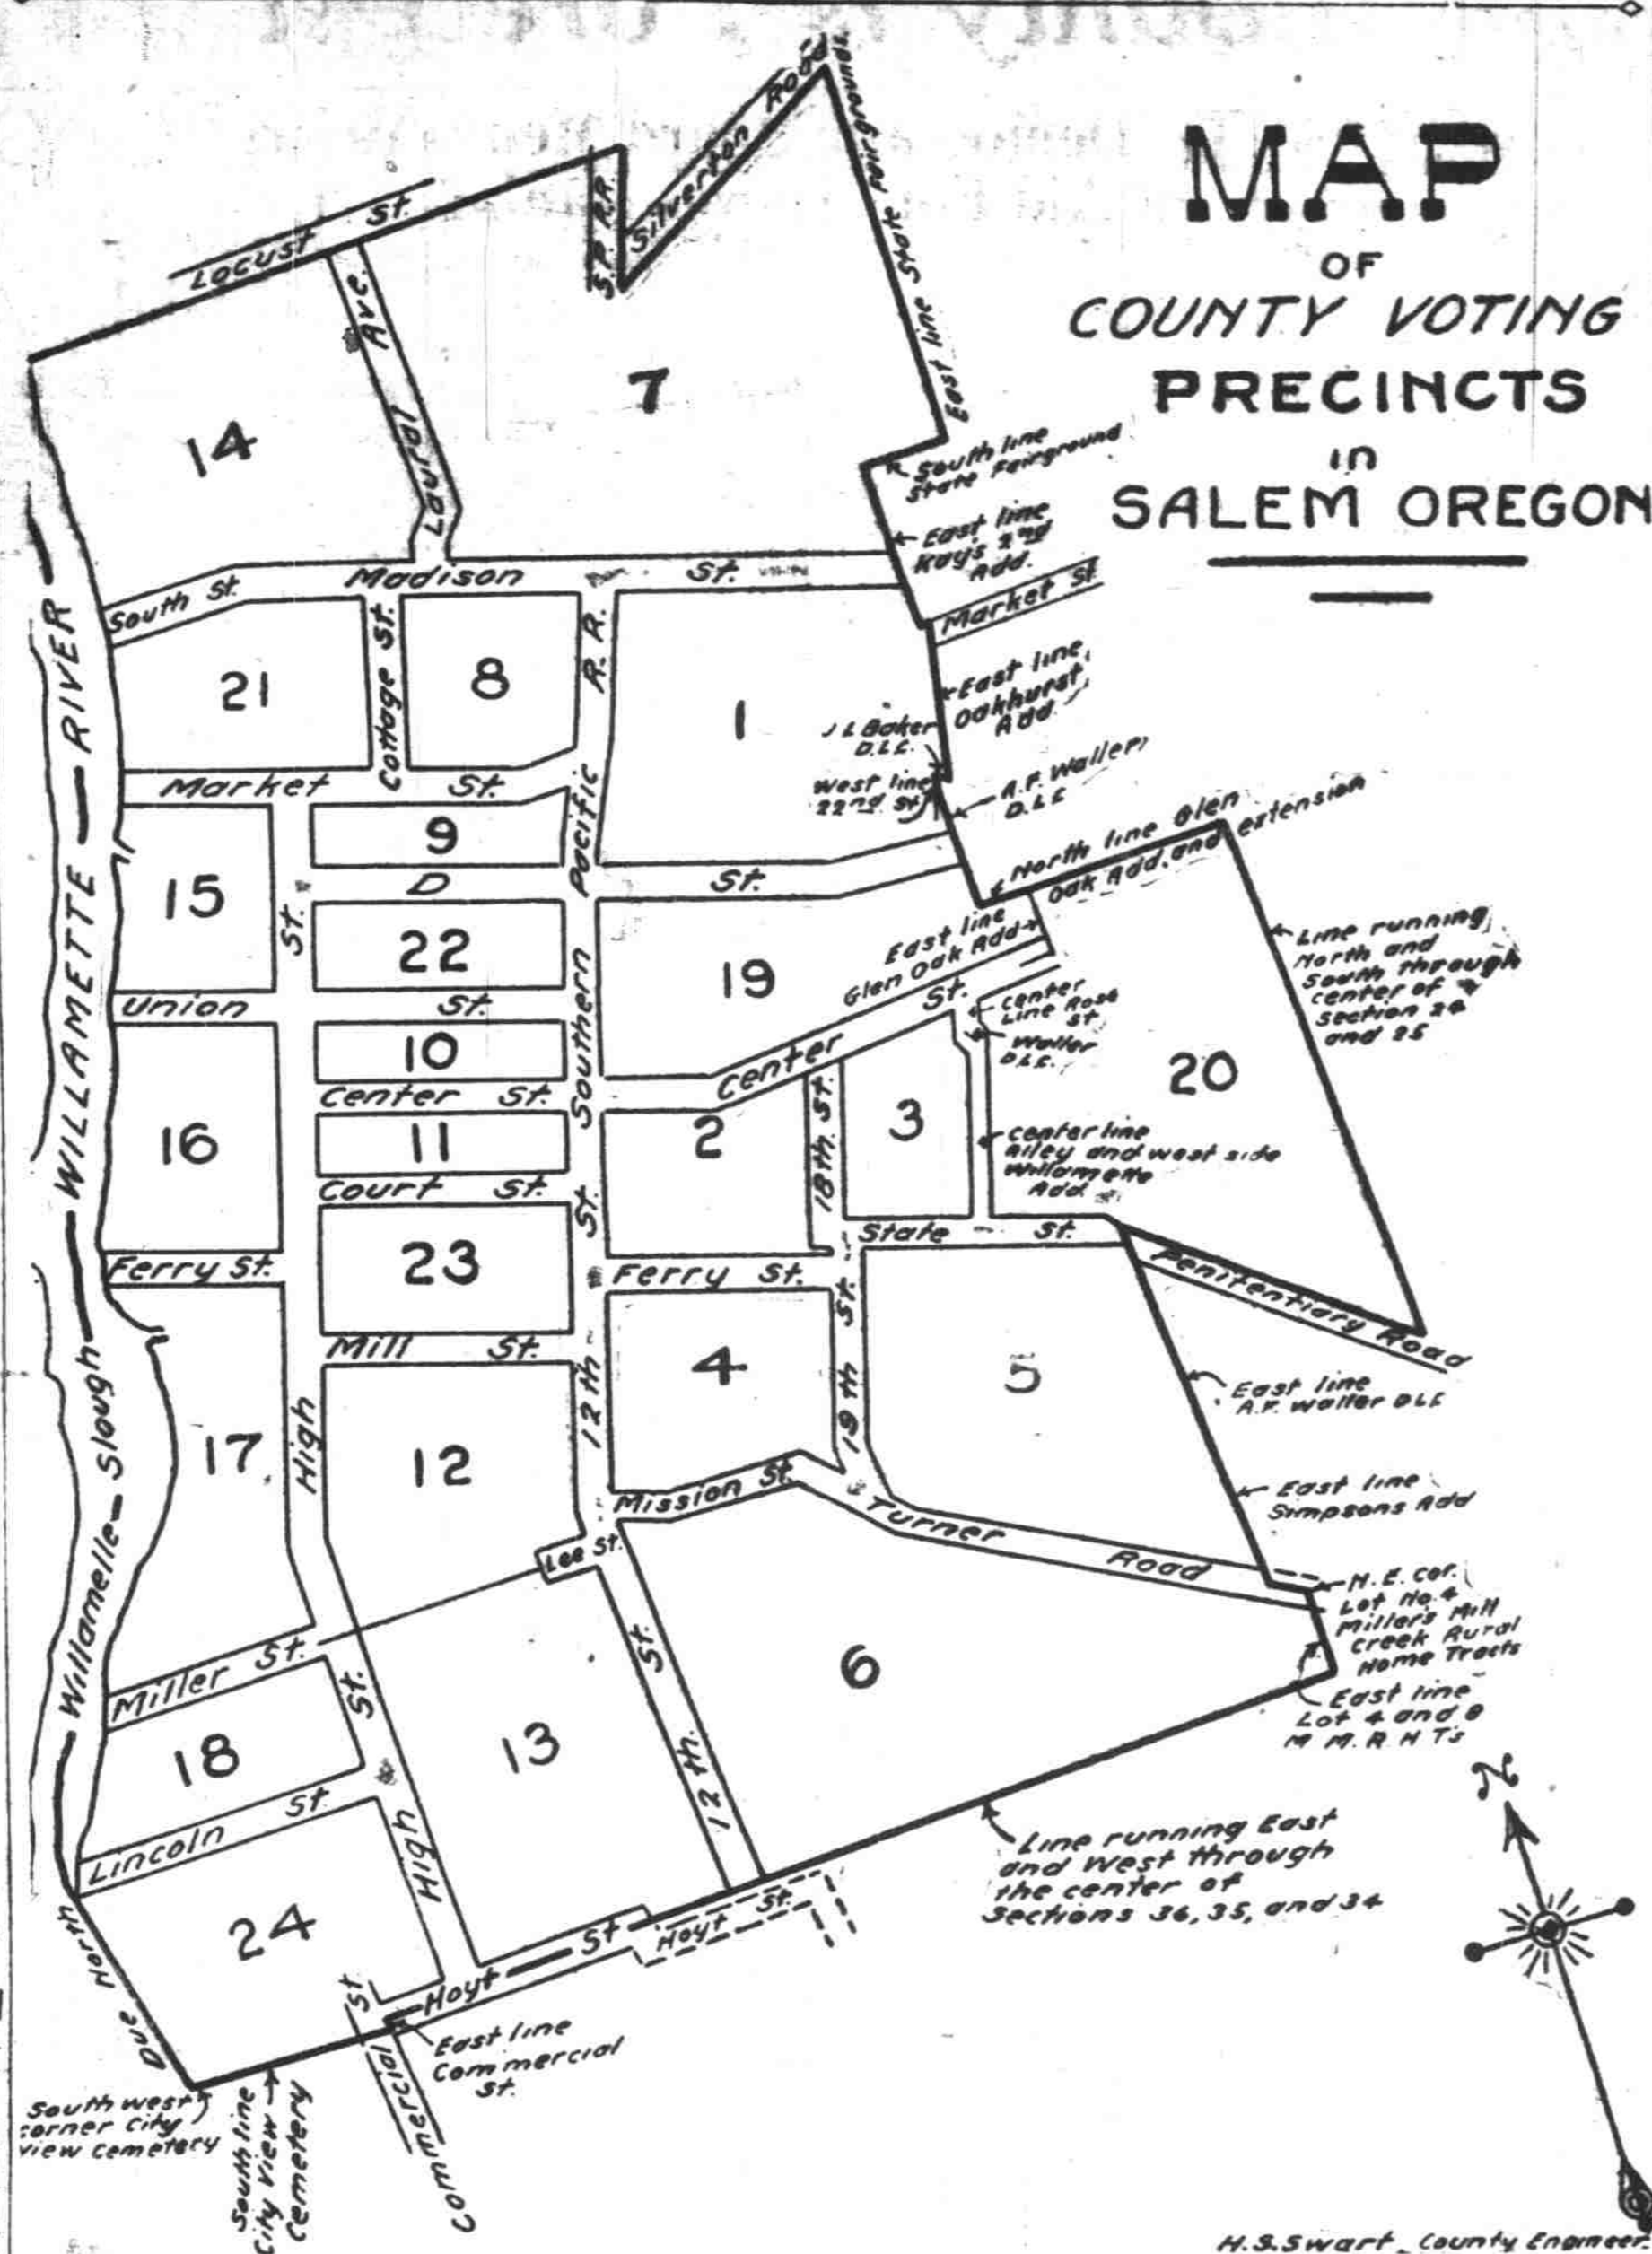 MAP
OF
COUNTY VOTING
PRECINCTS
in
SALEM OREGON
Silverton Road
S.P. R.R.
East line State Fairgrounds
Locust St.
Laural Ave.
14
7
South line
State Fairground
East line
Kay's 2nd
Add.
Market St.
South St.
Madison St.
21
Cottage St.
8
R. R.
1
East line
Oakhurst
Add.
J L Baker
D.L.C.
West line
22nd St.
A.F. Waller
D.L.C
Market St.
WILLAMETTE RIVER
9
15
St.
D St.
Pacific
North line Glen
Oak Add. and extension
22
19
East line
Glen Oak Add
Line running
North and
South through
center of
Section 24
and 25
Union St.
Southern
10
Center St.
center
Line Rose
St
Waller
D.L.C.
20
Center St.
16
11
2
18th St.
3
center line
Alley and west side
Willamette
Add.
Court St.
St.
State St.
23
Ferry St.
Ferry St.
Penitentiary Road
Mill St.
12th
4
19th St.
5
East line
A.F. Waller DLC
Willamette Slough
17
High
12
Mission St.
East line
Simpsons Add
Turner Road
Lee St.
N.E. cor.
Lot No. 4
Miller's Mill
Creek Rural
Home Tracts
East line
Lot 4 and 8
M M. R H T's
Miller St.
St.
St.
6
18
13
12th.
Lincoln St
High
24
Line running East
and West through
the center of
Sections 36, 35, and 34
Hoyt St
Hoyt St.
Due North
St
East line
Commercial
St.
Commercial
South west
corner City
View Cemetery
South line
City View
Cemetery
N
H.S. Swart, County Engineer.